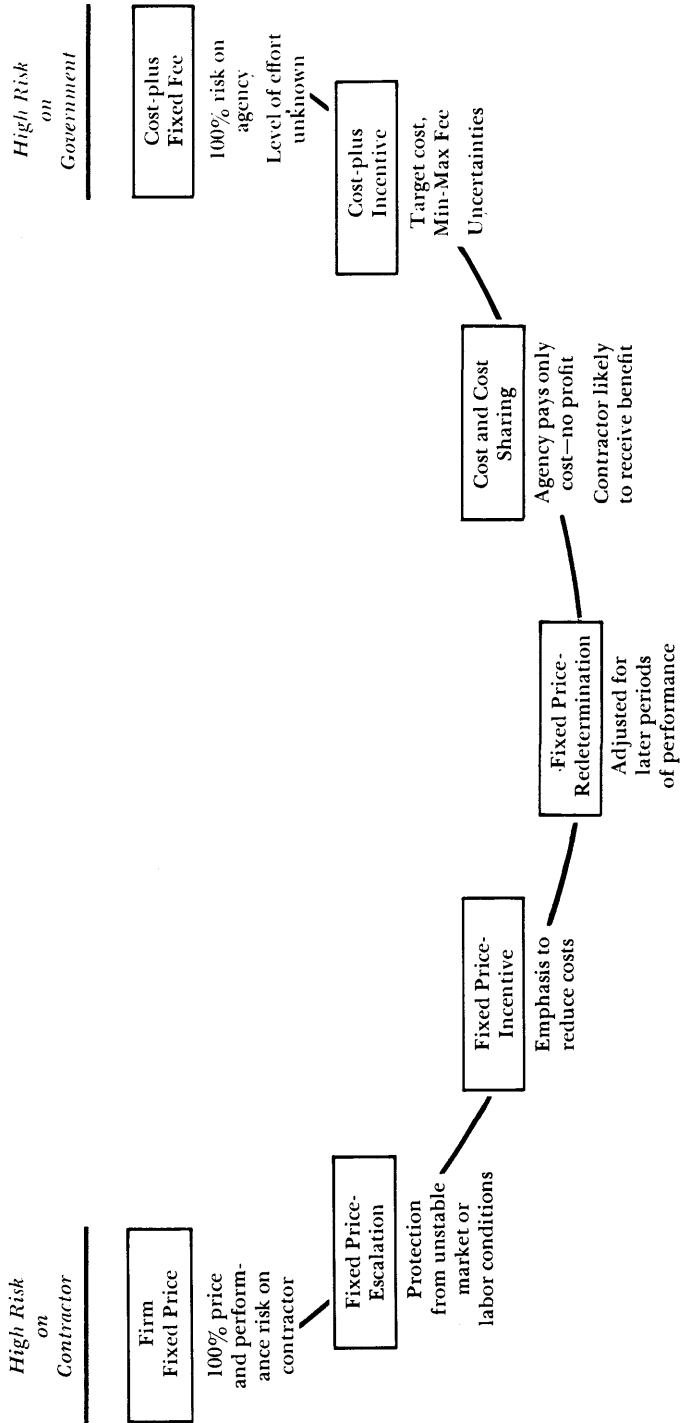 High Risk
on
Contractor
Firm
Fixed Price
100% price
and perform-
ance risk on
contractor
Fixed Price-
Escalation
Protection
from unstable
market or
labor conditions
Fixed Price-
Incentive
Emphasis to
reduce costs
Fixed Price-
Redetermination
Adjusted for
later periods
of performance
Cost and Cost
Sharing
Agency pays only
cost—no profit
Contractor likely
to receive benefit
Cost-plus
Incentive
Target cost,
Min-Max Fee
Uncertainties
High Risk
on
Government
Cost-plus
Fixed Fee
100% risk on
agency
Level of effort
unknown